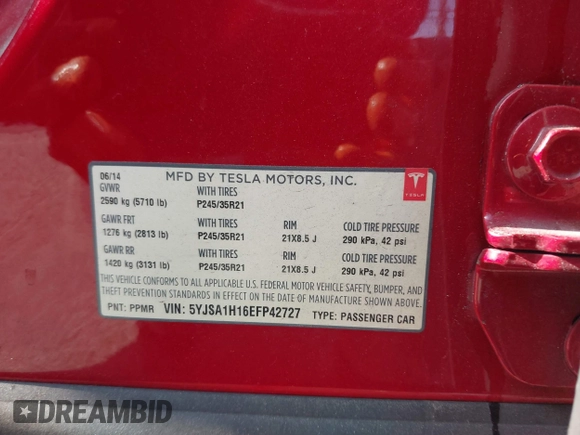 06/14 MFD BY TESLA MOTORS, INC.
GVWR WITH TIRES
2590 kg (5710 lb) P245/35R21
GAWR FRT WITH TIRES RIM COLD TIRE PRESSURE
1276 kg (2813 lb) P245/35R21 21X8.5 J 290 kPa, 42 psi
GAWR RR WITH TIRES RIM COLD TIRE PRESSURE
1420 kg (3131 lb) P245/35R21 21X8.5 J 290 kPa, 42 psi
THIS VEHICLE CONFORMS TO ALL APPLICABLE U.S. FEDERAL MOTOR VEHICLE SAFETY, BUMPER, AND
THEFT PREVENTION STANDARDS IN EFFECT ON THE DATE OF MANUFACTURE SHOWN ABOVE.
PNT: PPMR VIN: 5YJSA1H16EFP42727 TYPE: PASSENGER CAR
TESLA
DREAMBID